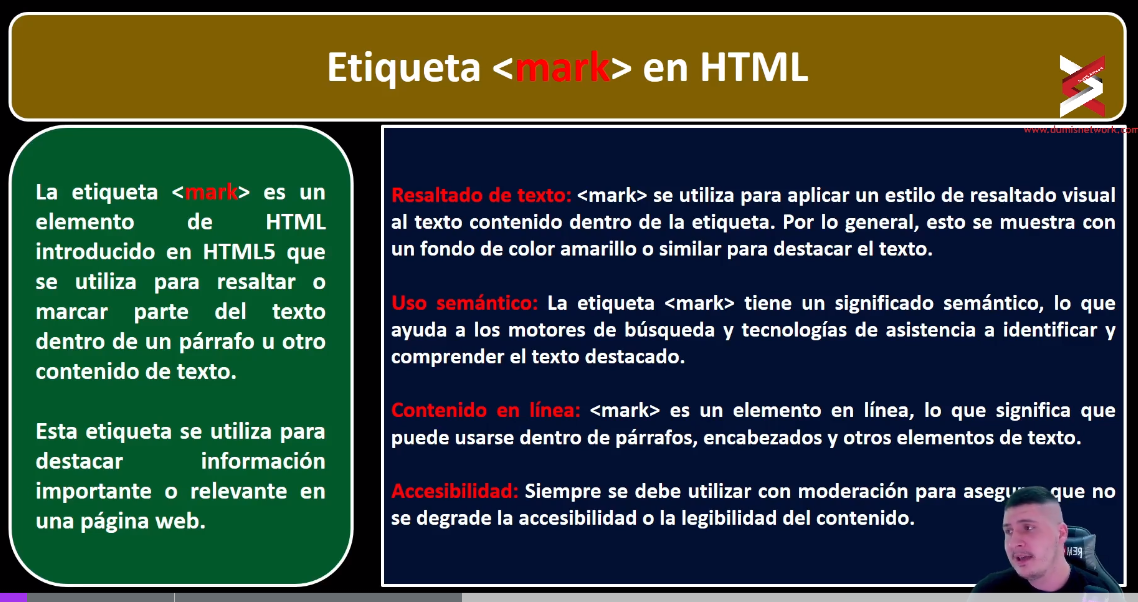 Etiqueta <mark> en HTML
www.dumisnetwork.com
La etiqueta <mark> es un
elemento de HTML
introducido en HTML5 que
se utiliza para resaltar o
marcar parte del texto
dentro de un párrafo u otro
contenido de texto.
Esta etiqueta se utiliza para
destacar información
importante o relevante en
una página web.
Resaltado de texto: <mark> se utiliza para aplicar un estilo de resaltado visual
al texto contenido dentro de la etiqueta. Por lo general, esto se muestra con
un fondo de color amarillo o similar para destacar el texto.
Uso semántico: La etiqueta <mark> tiene un significado semántico, lo que
ayuda a los motores de búsqueda y tecnologías de asistencia a identificar y
comprender el texto destacado.
Contenido en línea: <mark> es un elemento en línea, lo que significa que
puede usarse dentro de párrafos, encabezados y otros elementos de texto.
Accesibilidad: Siempre se debe utilizar con moderación para asegurar que no
se degrade la accesibilidad o la legibilidad del contenido.